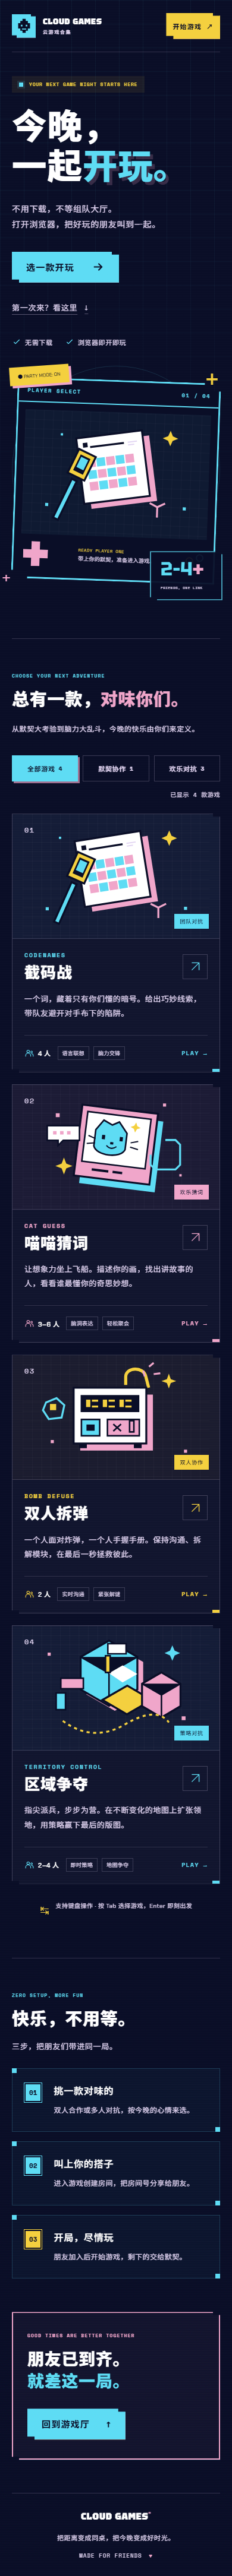 CLOUD GAMES
云游戏合集
开始游戏 ↗
YOUR NEXT GAME NIGHT STARTS HERE
今晚，
一起开玩。
不用下载，不等组队大厅。
打开浏览器，把好玩的朋友叫到一起。
选一款开玩 →
第一次来？看这里 ↓
✓ 无需下载 ✓ 浏览器即开即玩
PARTY MODE: ON
PLAYER SELECT
01 / 04
READY PLAYER ONE
带上你的默契，准备进入游戏
2-4+
CHOOSE YOUR NEXT ADVENTURE
总有一款，对味你们。
从默契大考验到脑力大乱斗，今晚的快乐由你们来定义。
全部游戏 4
默契协作 1
欢乐对抗 3
已显示 4 款游戏
01
团队对抗
CODENAMES
截码战
一个词，藏着只有你们懂的暗号。给出巧妙线索，
带队友避开对手布下的陷阱。
4 人
语言联想
脑力交锋
PLAY →
02
欢乐猜词
CAT GUESS
喵喵猜词
让想象力坐上飞船。描述你的画，找出讲故事的
人，看看谁最懂你的奇思妙想。
3–6 人
脑洞表达
轻松聚会
PLAY →
03
双人协作
BOMB DEFUSE
双人拆弹
一个人面对炸弹，一个人手握手册。保持沟通、拆
解模块，在最后一秒拯救彼此。
2 人
实时沟通
紧张解谜
PLAY →
04
策略对抗
TERRITORY CONTROL
区域争夺
指尖派兵，步步为营。在不断变化的地图上扩张领
地，用策略赢下最后的版图。
2–4 人
即时策略
地图争夺
PLAY →
支持键盘操作 · 按 Tab 选择游戏，Enter 即刻出发
ZERO SETUP, MORE FUN
快乐，不用等。
三步，把朋友们带进同一局。
01
挑一款对味的
双人合作或多人对抗，按今晚的心情来选。
02
叫上你的搭子
进入游戏创建房间，把房间号分享给朋友。
03
开局，尽情玩
朋友加入后开始游戏，剩下的交给默契。
GOOD TIMES ARE BETTER TOGETHER
朋友已到齐。
就差这一局。
回到游戏厅 ↑
CLOUD GAMES
把距离变成同桌，把今晚变成好时光。
MADE FOR FRIENDS ♥